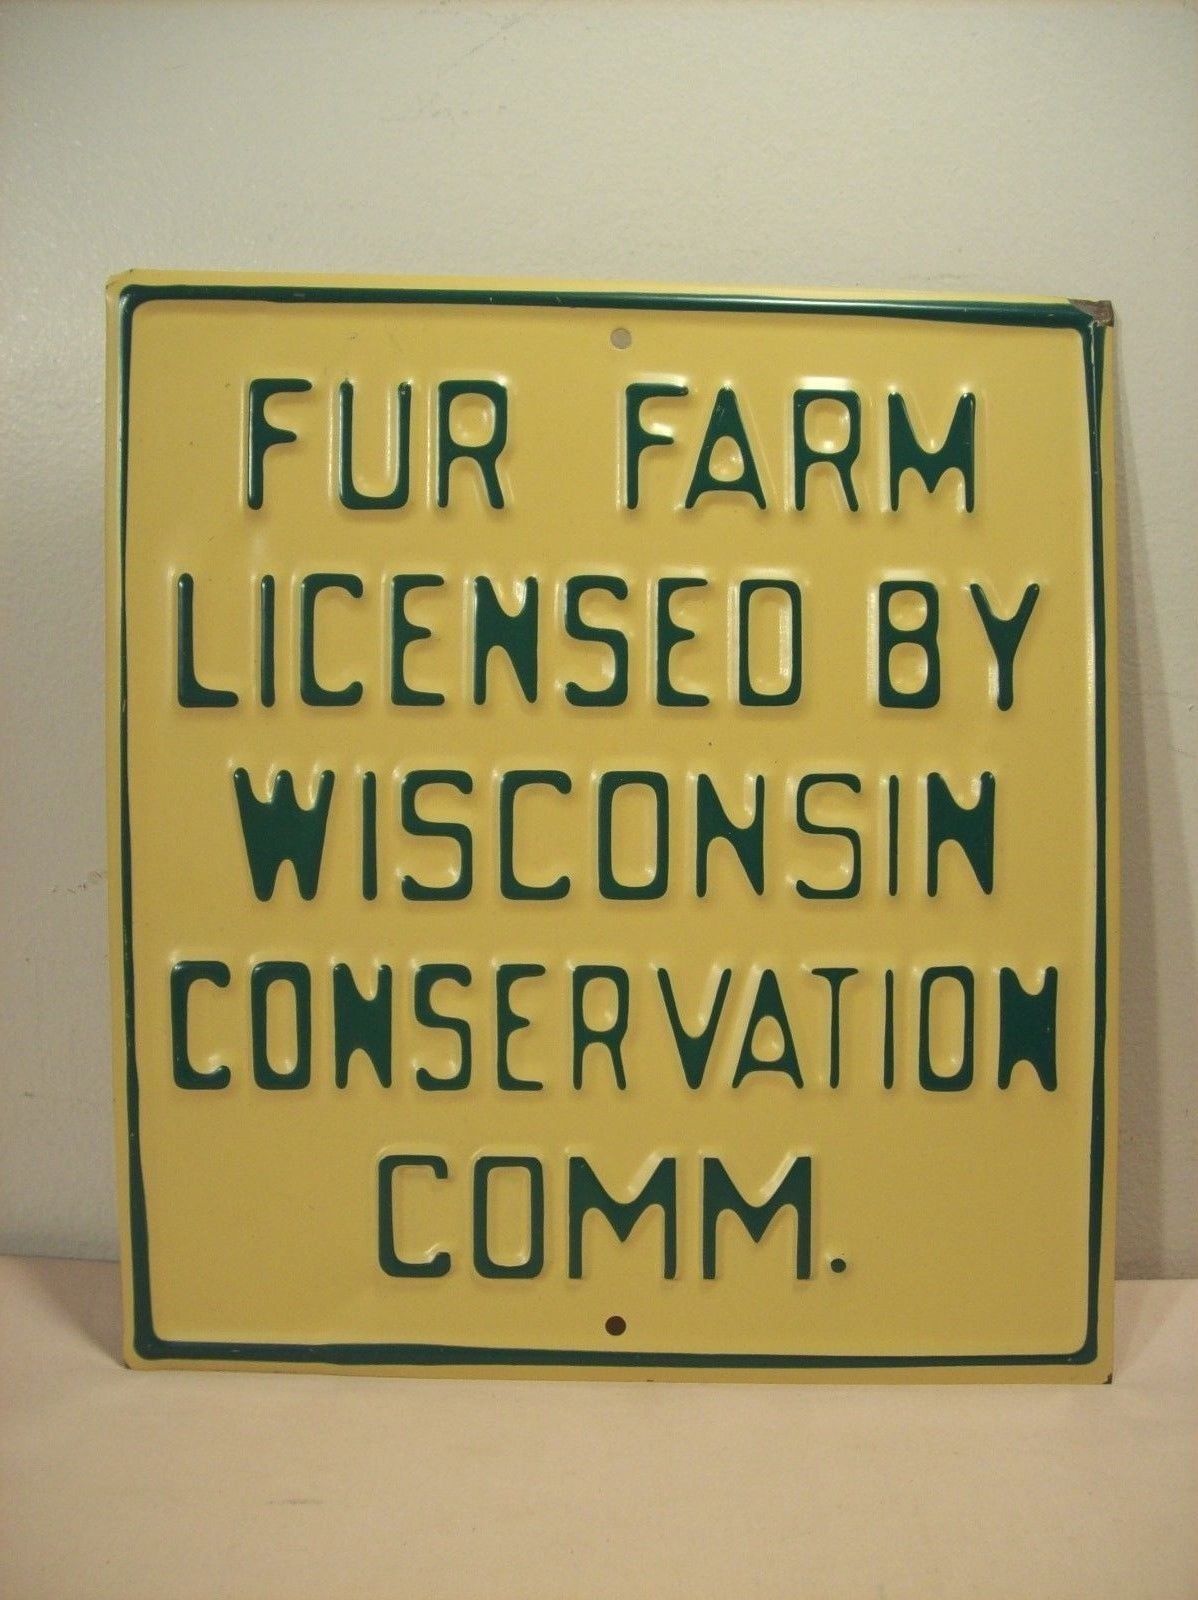 FUR FARM
LICENSED BY
WISCONSIN
CONSERVATION
COMM.